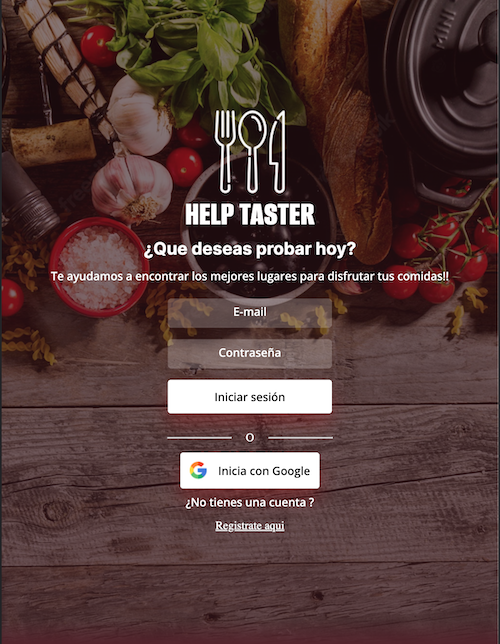 HELP TASTER
¿Que deseas probar hoy?
Te ayudamos a encontrar los mejores lugares para disfrutar tus comidas!!
E-mail
Contraseña
Iniciar sesión
O
Inicia con Google
¿No tienes una cuenta ?
Registrate aqui